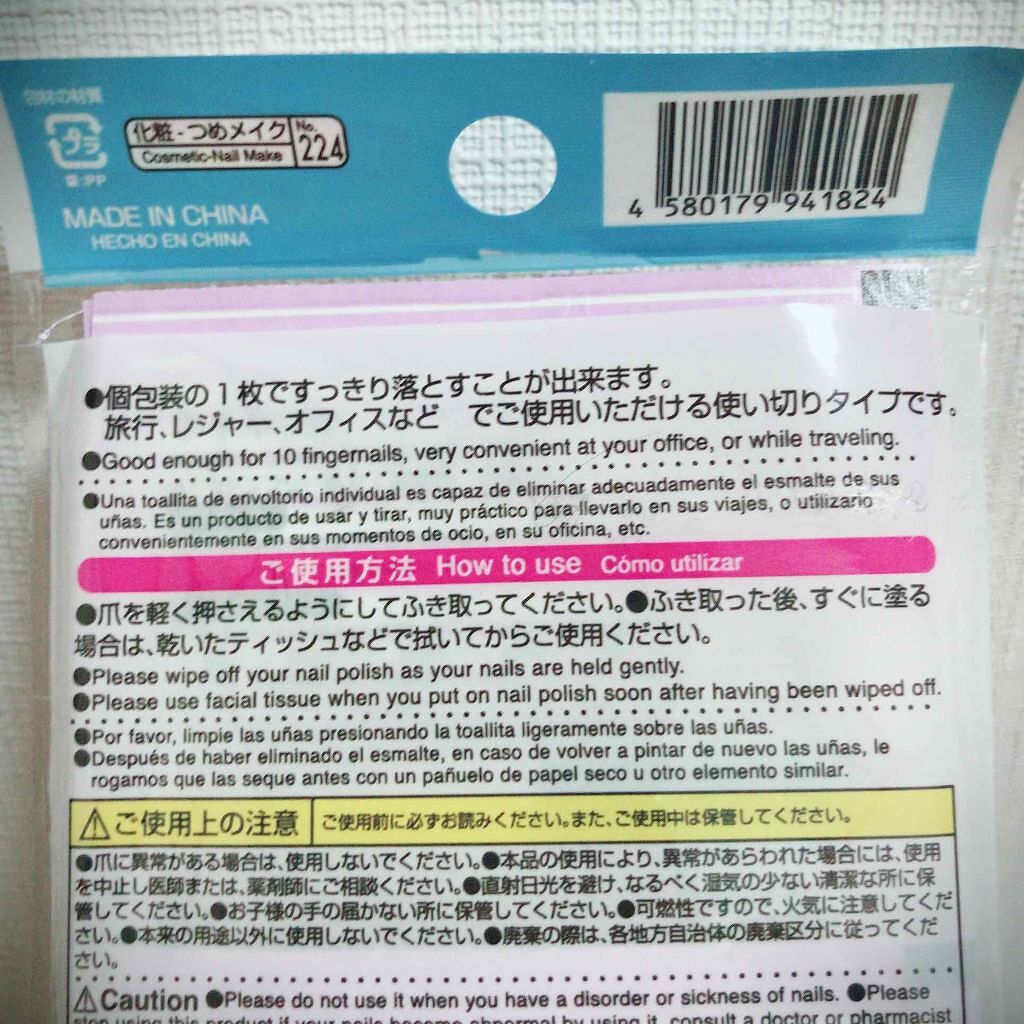 包材の材質
プラ
袋:PP
化粧-つめメイク
Cosmetic-Nail Make
No.
224
MADE IN CHINA
HECHO EN CHINA
4 580179 941824
●個包装の1枚ですっきり落とすことが出来ます。
旅行、レジャー、オフィスなど でご使用いただける使い切りタイプです。
●Good enough for 10 fingernails, very convenient at your office, or while traveling.
●Una toallita de envoltorio individual es capaz de eliminar adecuadamente el esmalte de sus
uñas. Es un producto de usar y tirar, muy práctico para llevarlo en sus viajes, o utilizarlo
convenientemente en sus momentos de ocio, en su oficina, etc.
ご使用方法 How to use Cómo utilizar
●爪を軽く押さえるようにしてふき取ってください。●ふき取った後、すぐに塗る
場合は、乾いたティッシュなどで拭いてからご使用ください。
●Please wipe off your nail polish as your nails are held gently.
●Please use facial tissue when you put on nail polish soon after having been wiped off.
●Por favor, limpie las uñas presionando la toallita ligeramente sobre las uñas.
●Después de haber eliminado el esmalte, en caso de volver a pintar de nuevo las uñas, le
rogamos que las seque antes con un pañuelo de papel seco u otro elemento similar.
⚠ご使用上の注意 ご使用前に必ずお読みください。また、ご使用中は保管してください。
●爪に異常がある場合は、使用しないでください。●本品の使用により、異常があらわれた場合には、使用
を中止し医師または、薬剤師にご相談ください。●直射日光を避け、なるべく湿気の少ない清潔な所に保
管してください。●お子様の手の届かない所に保管してください。●可燃性ですので、火気に注意してくだ
さい。●本来の用途以外に使用しないでください。●廃棄の際は、各地方自治体の廃棄区分に従ってくだ
さい。
⚠Caution ●Please do not use it when you have a disorder or sickness of nails. ●Please
stop using this product if your nails become abnormal by using it, consult a doctor or pharmacist